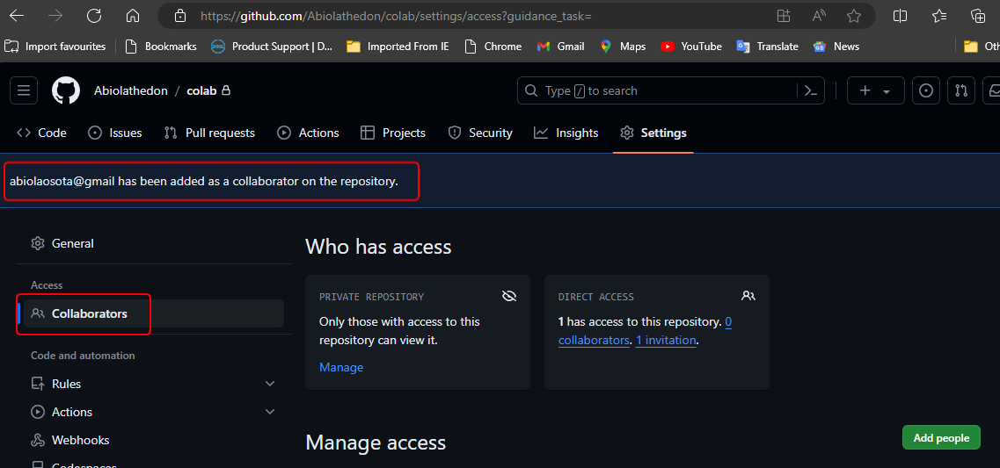 https://github.com/Abiolathedon/colab/settings/access?guidance_task=
Import favourites Bookmarks Product Support | D... Imported From IE Chrome Gmail Maps YouTube Translate News Oth
Abiolathedon / colab Type / to search
Code Issues Pull requests Actions Projects Security Insights Settings
abiolaosota@gmail has been added as a collaborator on the repository.
General
Access
Collaborators
Code and automation
Rules
Actions
Webhooks
Codespaces
Who has access
PRIVATE REPOSITORY
Only those with access to this
repository can view it.
Manage
DIRECT ACCESS
1 has access to this repository. 0
collaborators. 1 invitation.
Manage access
Add people